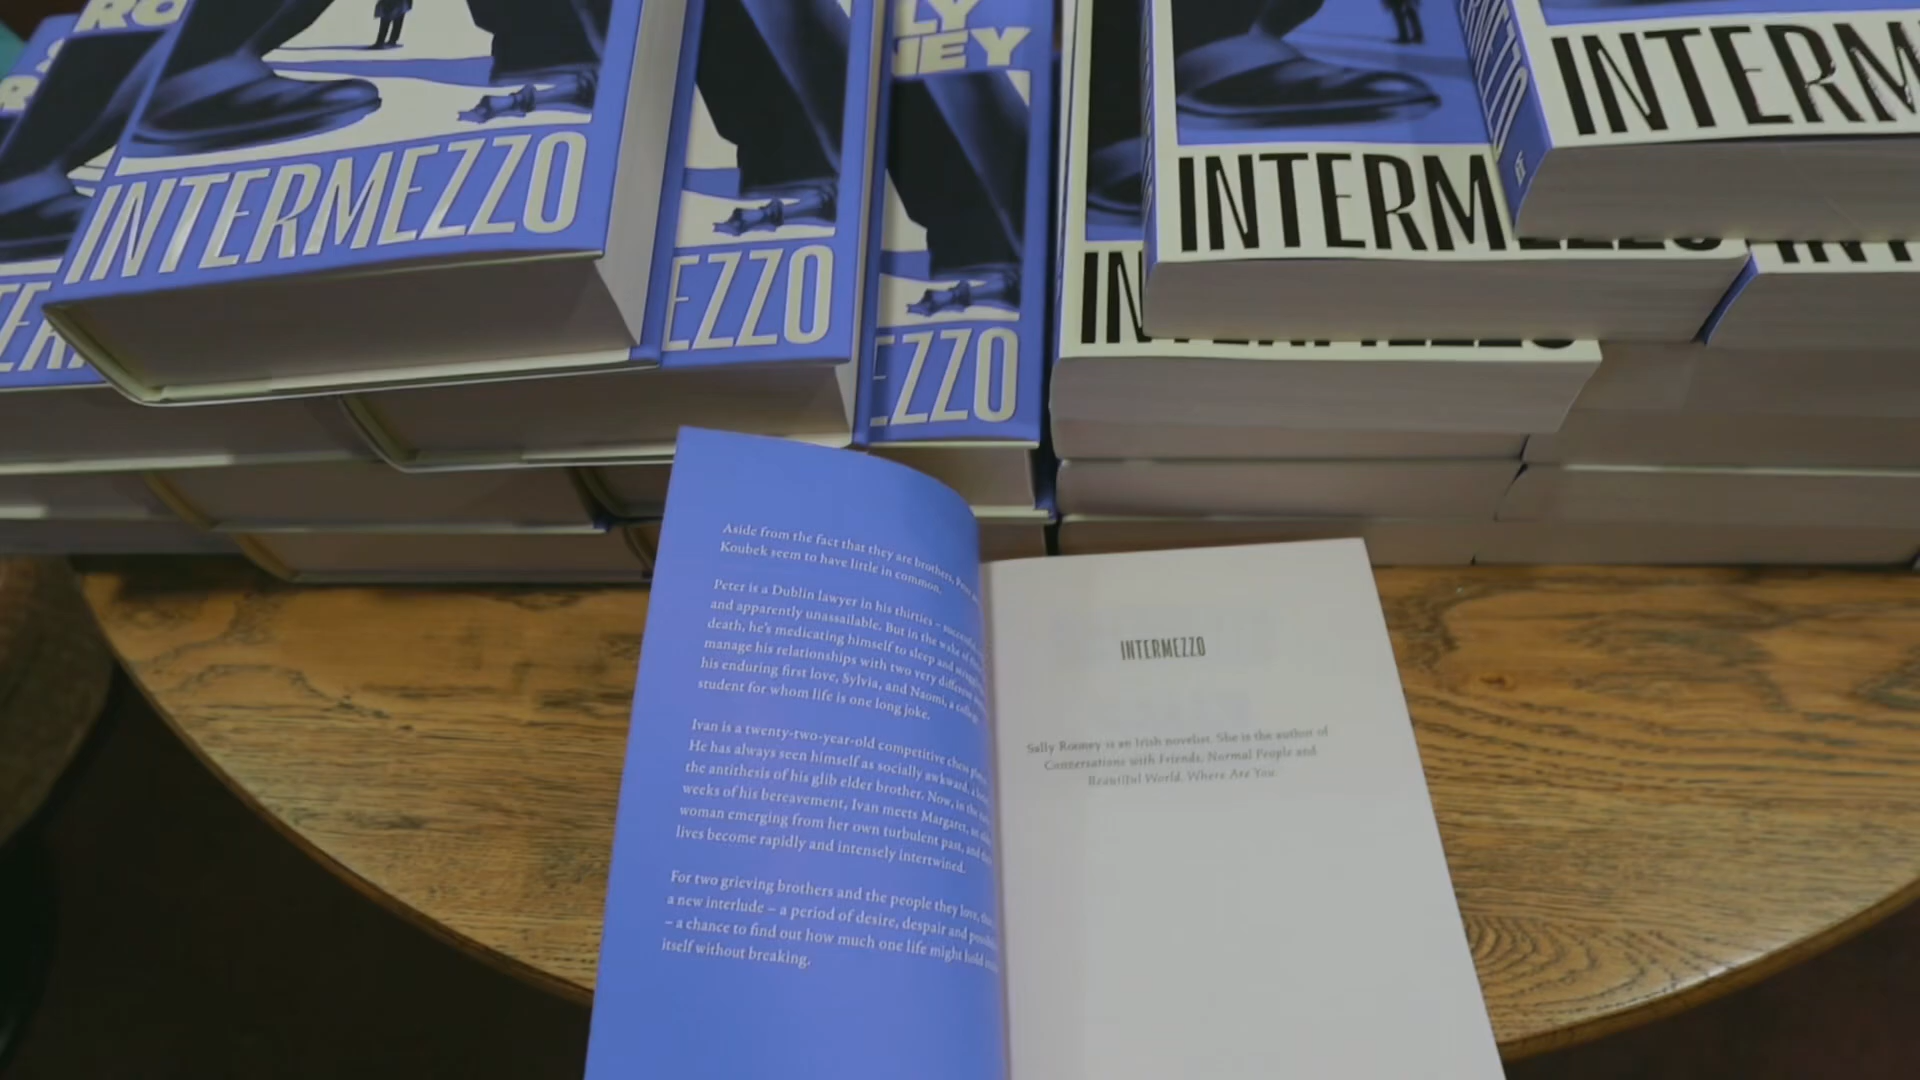 RO
S
R
LY
NEY
INTERMEZZO
EZZO
EZZO
INTERMEZZO
INTERM
INTERM
IN
Aside from the fact that they are brothers,
Koubek seem to have little in common.
Peter is a Dublin lawyer in his thirties –
and apparently unassailable. But in the wake of
death, he's medicating himself to sleep and
manage his relationships with two very different
his enduring first love, Sylvia, and Naomi, a college
student for whom life is one long joke.
Ivan is a twenty-two-year-old competitive chess
He has always seen himself as socially awkward, a
the antithesis of his glib elder brother. Now, in the
weeks of his bereavement, Ivan meets Margaret, an
woman emerging from her own turbulent past, and
lives become rapidly and intensely intertwined.
For two grieving brothers and the people they love,
a new interlude – a period of desire, despair and
– a chance to find out how much one life might hold
itself without breaking.
INTERMEZZO
Sally Rooney is an Irish novelist. She is the author of
Conversations with Friends, Normal People and
Beautiful World, Where Are You